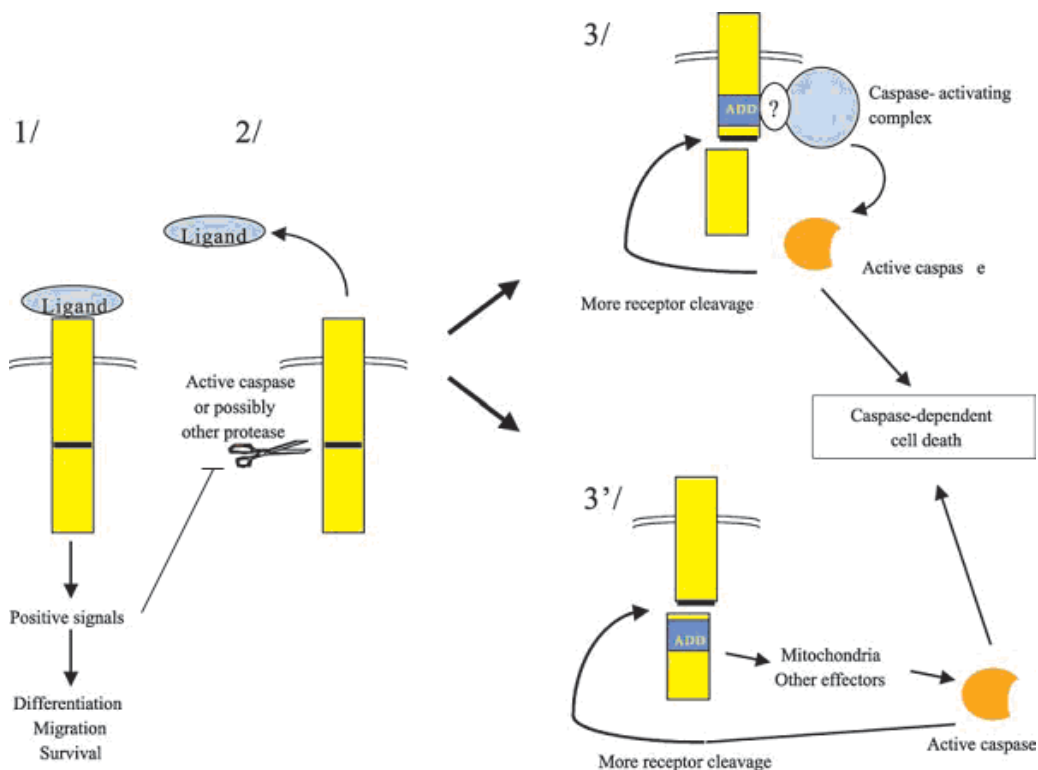 1/
Ligand
Positive signals
Differentiation
Migration
Survival
2/
Ligand
Active caspase
or possibly
other protease
3/
ADD
?
Caspase- activating
complex
Active caspas e
More receptor cleavage
Caspase-dependent
cell death
3’/
ADD
Mitochondria
Other effectors
Active caspase
More receptor cleavage